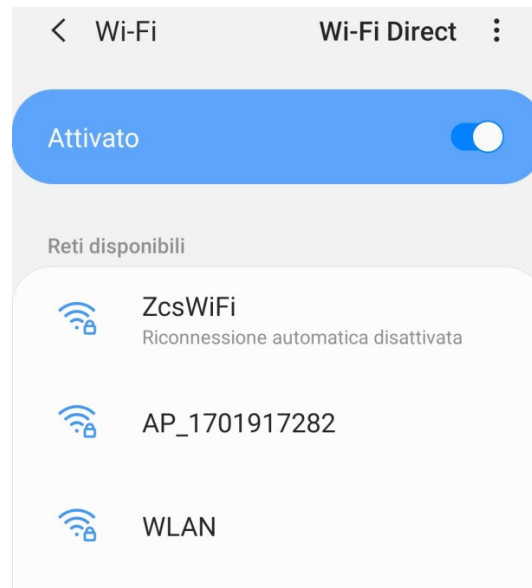 Wi-Fi Wi-Fi Direct
Attivato
Reti disponibili
ZcsWiFi
Riconnessione automatica disattivata
AP_1701917282
WLAN